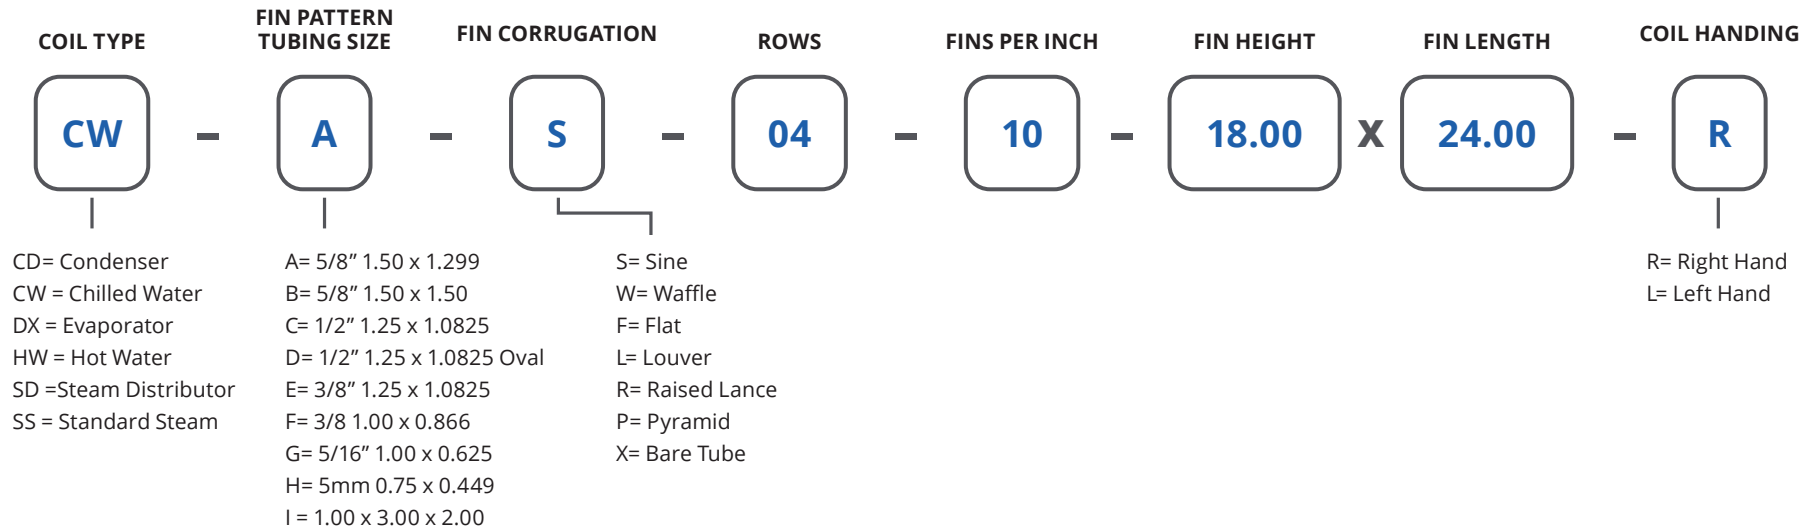 COIL TYPE
FIN PATTERN
TUBING SIZE
FIN CORRUGATION
ROWS
FINS PER INCH
FIN HEIGHT
FIN LENGTH
COIL HANDING
CW - A - S - 04 - 10 - 18.00 X 24.00 - R
CD= Condenser
CW = Chilled Water
DX = Evaporator
HW = Hot Water
SD =Steam Distributor
SS = Standard Steam
A= 5/8” 1.50 x 1.299
B= 5/8” 1.50 x 1.50
C= 1/2” 1.25 x 1.0825
D= 1/2” 1.25 x 1.0825 Oval
E= 3/8” 1.25 x 1.0825
F= 3/8 1.00 x 0.866
G= 5/16” 1.00 x 0.625
H= 5mm 0.75 x 0.449
I = 1.00 x 3.00 x 2.00
S= Sine
W= Waffle
F= Flat
L= Louver
R= Raised Lance
P= Pyramid
X= Bare Tube
R= Right Hand
L= Left Hand